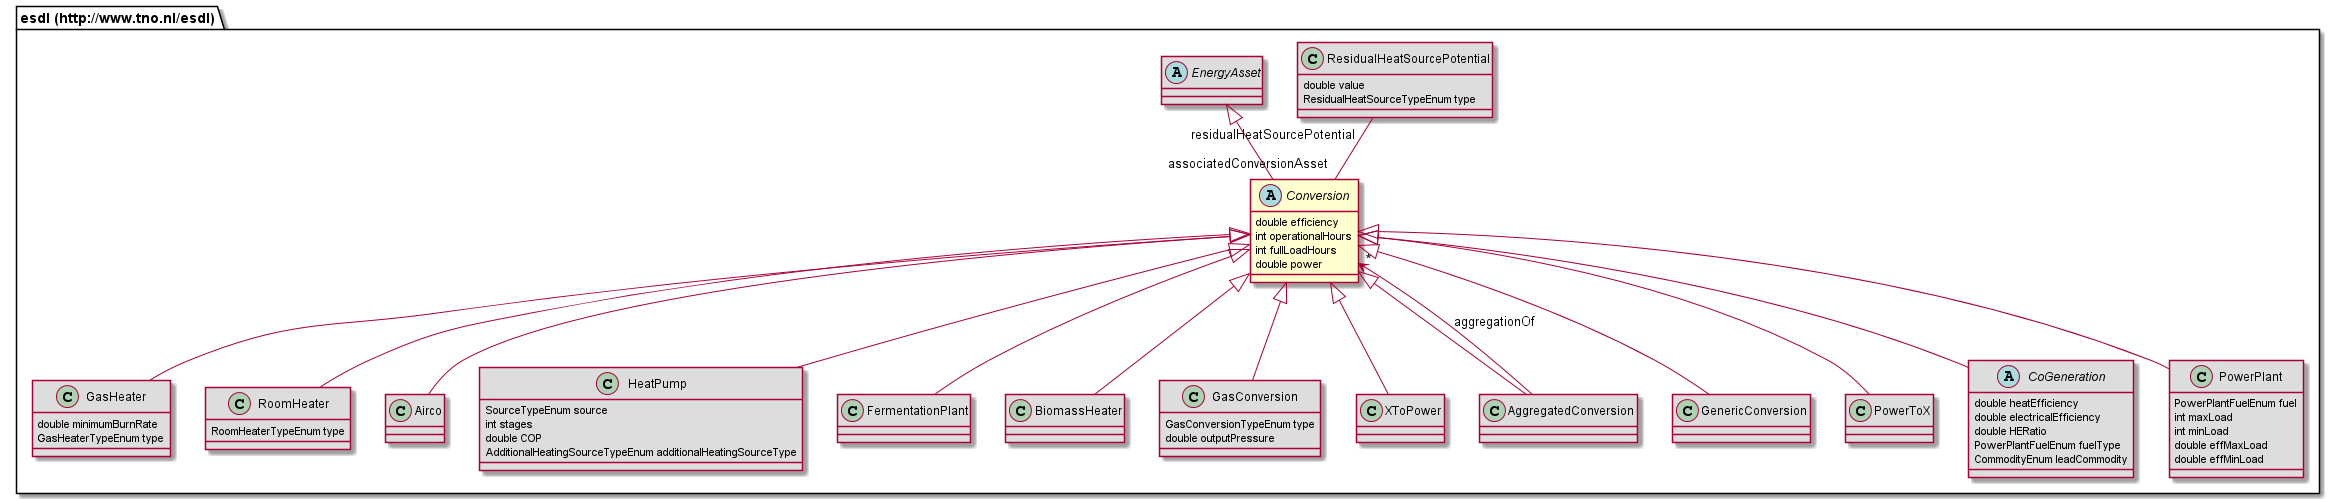 esdl (http://www.tno.nl/esdl)
A EnergyAsset
C ResidualHeatSourcePotential
double value
ResidualHeatSourceTypeEnum type
residualHeatSourcePotential
associatedConversionAsset
A Conversion
double efficiency
int operationalHours
int fullLoadHours
double power
*
aggregationOf
C GasHeater
double minimumBurnRate
GasHeaterTypeEnum type
C RoomHeater
RoomHeaterTypeEnum type
C Airco
C HeatPump
SourceTypeEnum source
int stages
double COP
AdditionalHeatingSourceTypeEnum additionalHeatingSourceType
C FermentationPlant
C BiomassHeater
C GasConversion
GasConversionTypeEnum type
double outputPressure
C XToPower
C AggregatedConversion
C GenericConversion
C PowerToX
A CoGeneration
double heatEfficiency
double electricalEfficiency
double HERatio
PowerPlantFuelEnum fuelType
CommodityEnum leadCommodity
C PowerPlant
PowerPlantFuelEnum fuel
int maxLoad
int minLoad
double effMaxLoad
double effMinLoad